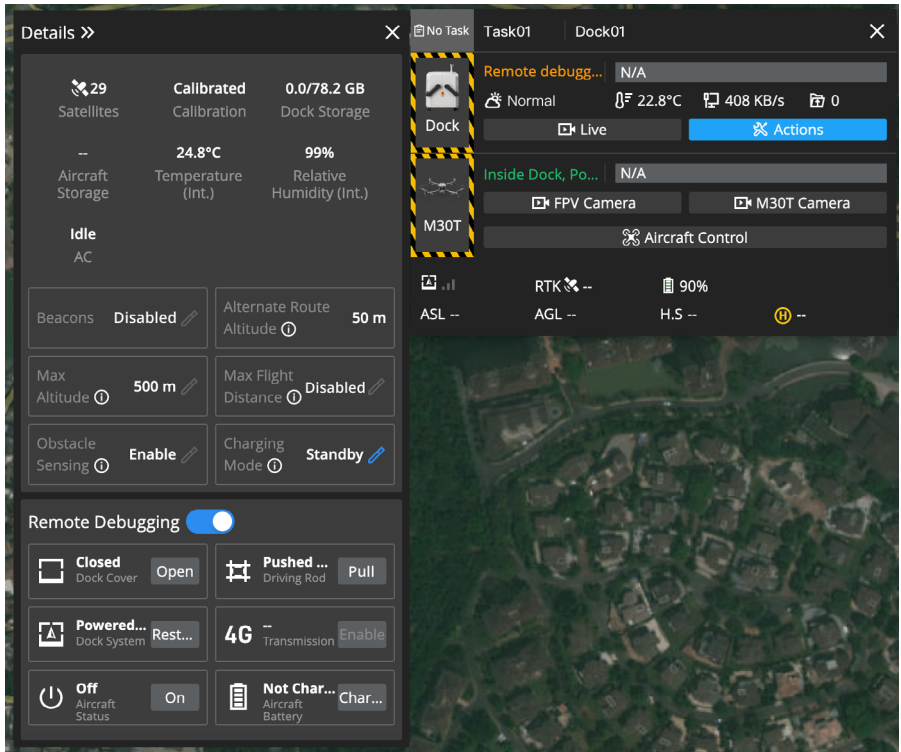 Details »
29
Satellites
Calibrated
Calibration
0.0/78.2 GB
Dock Storage
--
Aircraft
Storage
24.8°C
Temperature
(Int.)
99%
Relative
Humidity (Int.)
Idle
AC
Beacons Disabled
Alternate Route
Altitude 50 m
Max
Altitude 500 m
Max Flight
Distance Disabled
Obstacle
Sensing Enable
Charging
Mode Standby
Remote Debugging
Closed
Dock Cover
Open
Pushed ...
Driving Rod
Pull
Powered...
Dock System
Rest...
4G
--
Transmission
Enable
Off
Aircraft
Status
On
Not Char...
Aircraft
Battery
Char...
No Task Task01 Dock01
Dock
Remote debugg... N/A
Normal 22.8°C 408 KB/s 0
Live Actions
M30T
Inside Dock, Po... N/A
FPV Camera M30T Camera
Aircraft Control
RTK -- 90%
ASL -- AGL -- H.S -- H --